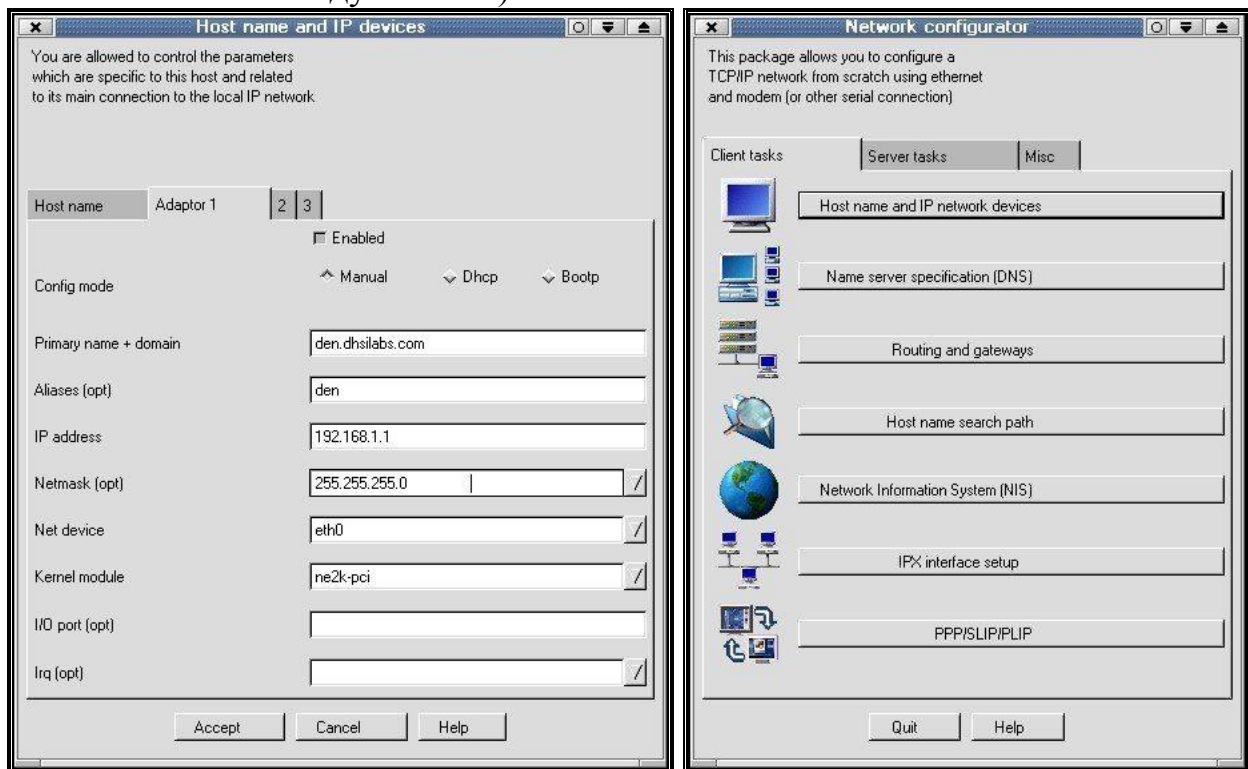 Host name and IP devices
You are allowed to control the parameters
which are specific to this host and related
to its main connection to the local IP network
Host name
Adaptor 1
2
3
Enabled
Config mode
Manual
Dhcp
Bootp
Primary name + domain
den.dhsilabs.com
Aliases (opt)
den
IP address
192.168.1.1
Netmask (opt)
255.255.255.0
Net device
eth0
Kernel module
ne2k-pci
I/O port (opt)
Irq (opt)
Accept
Cancel
Help
Network configurator
This package allows you to configure a
TCP/IP network from scratch using ethernet
and modem (or other serial connection)
Client tasks
Server tasks
Misc
Host name and IP network devices
Name server specification (DNS)
Routing and gateways
Host name search path
Network Information System (NIS)
IPX interface setup
PPP/SLIP/PLIP
Quit
Help